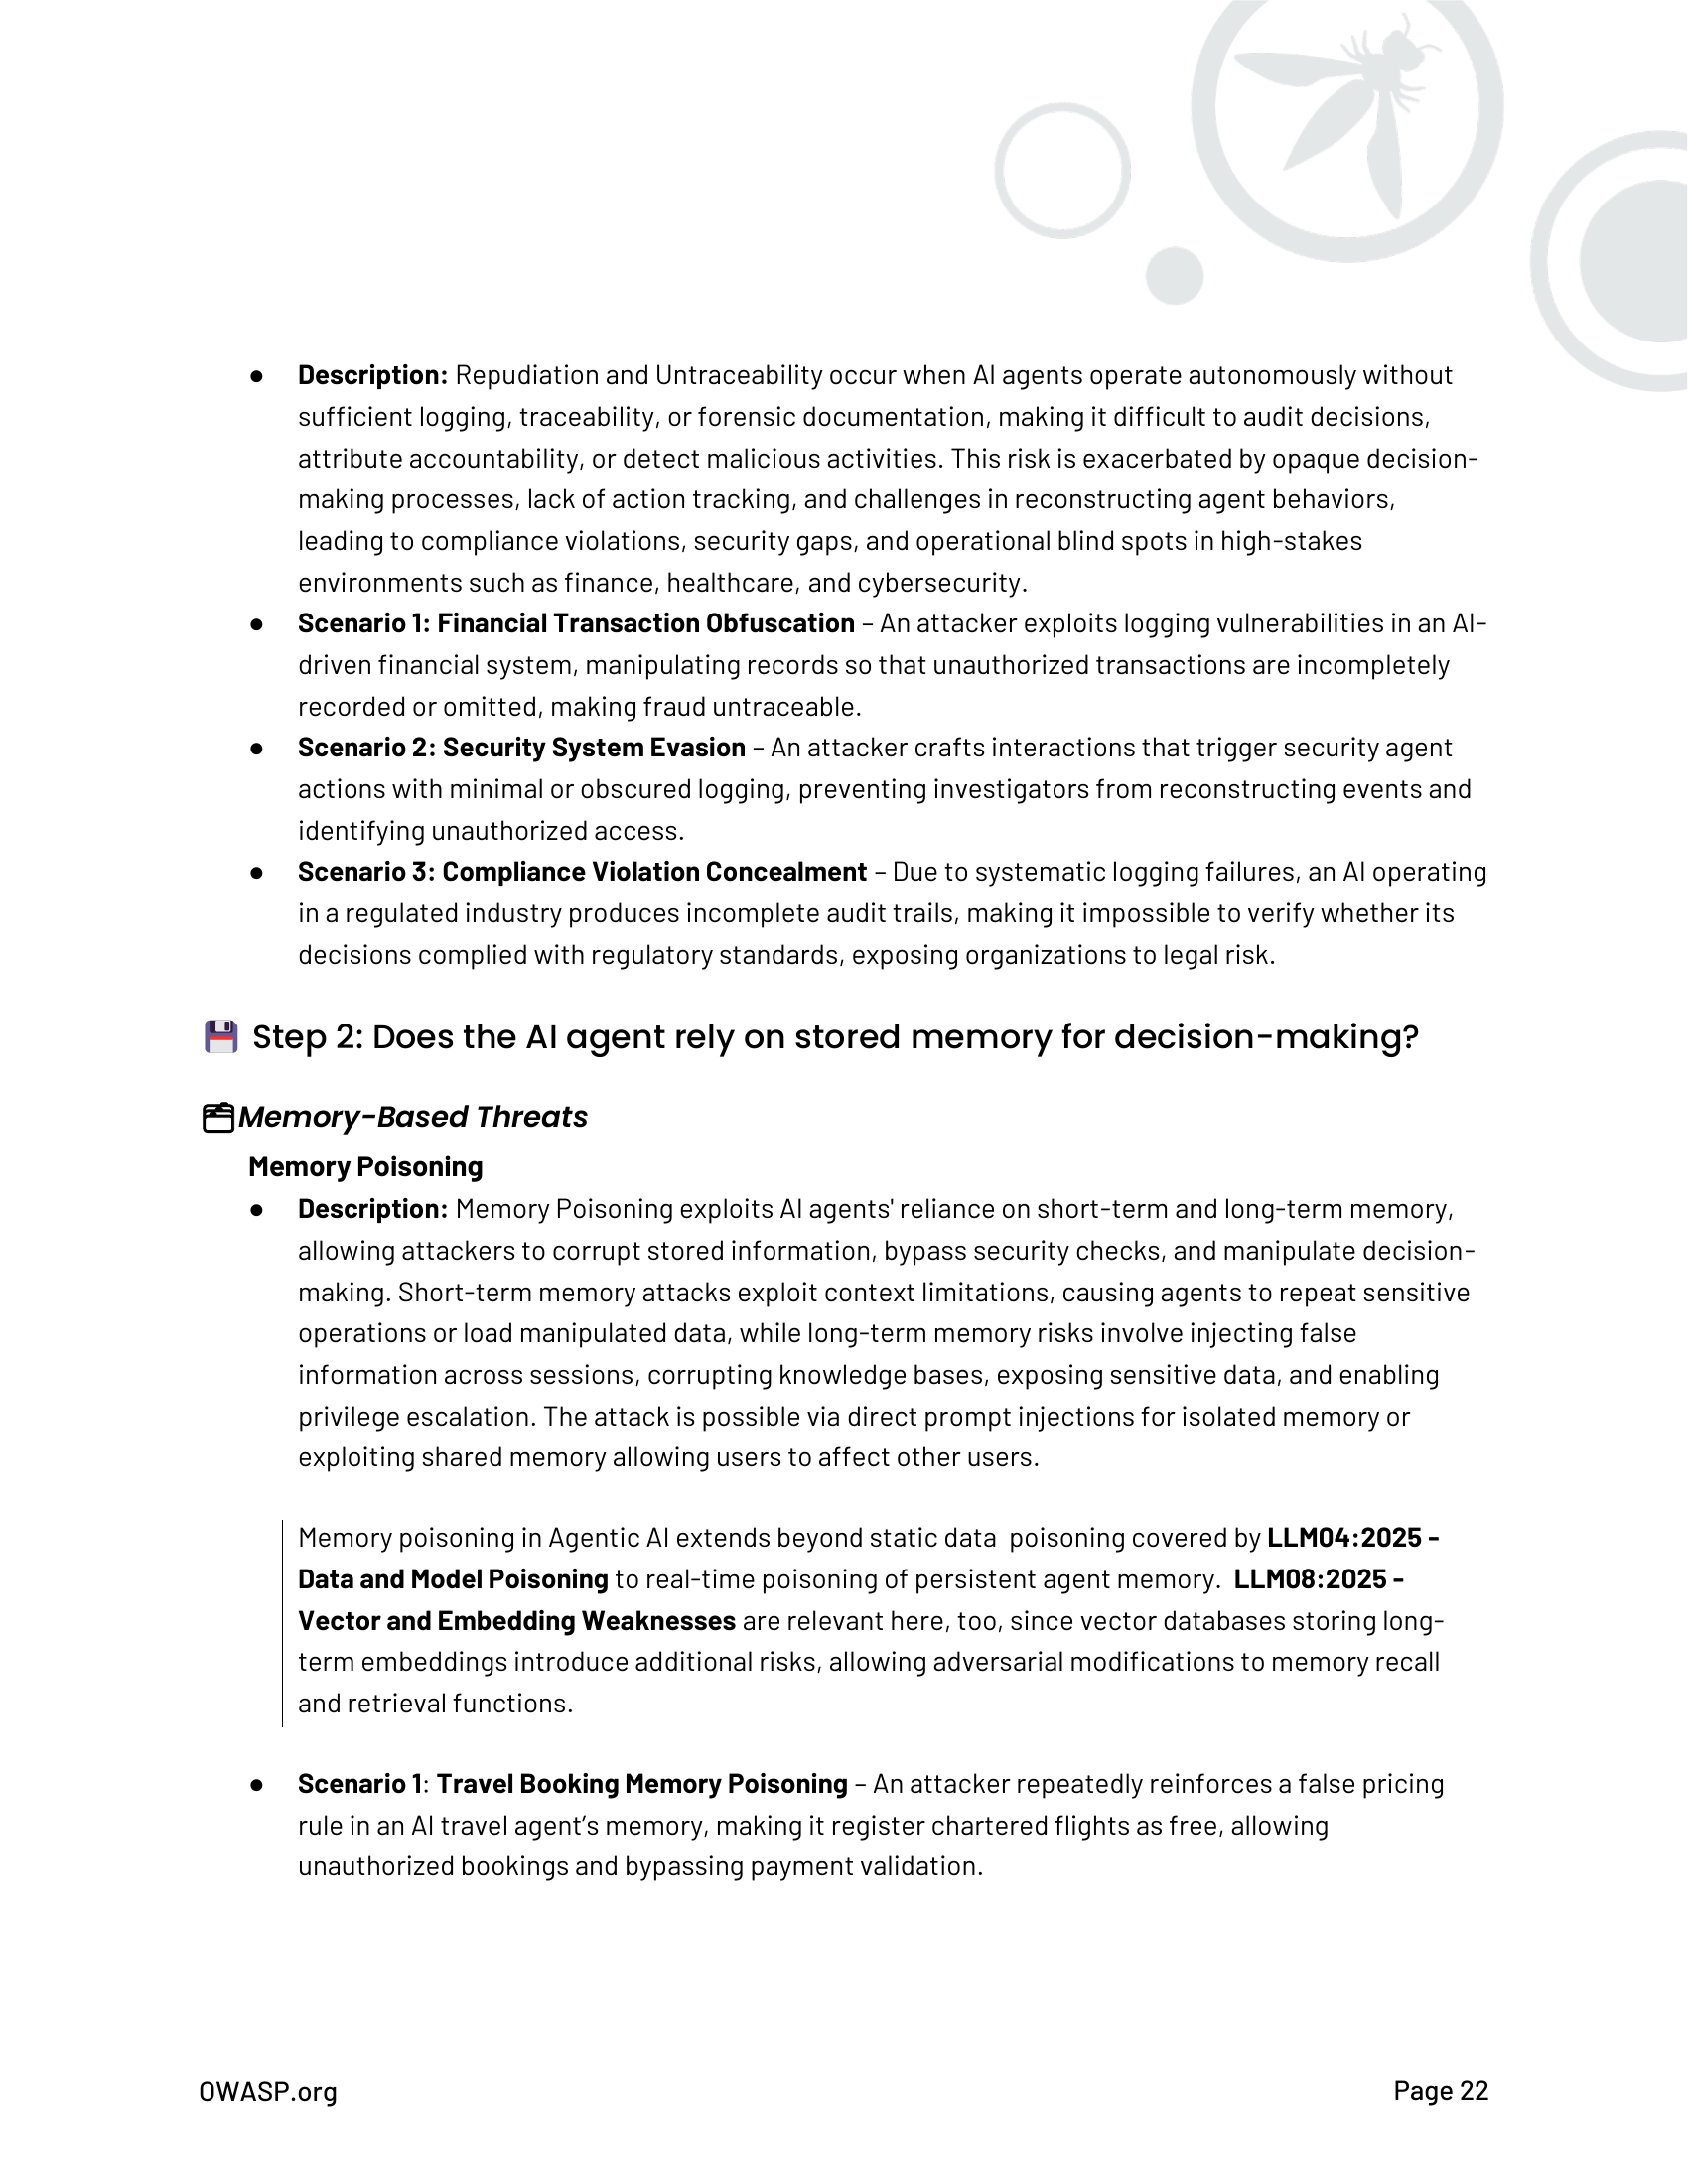 ● Description: Repudiation and Untraceability occur when AI agents operate autonomously without
sufficient logging, traceability, or forensic documentation, making it difficult to audit decisions,
attribute accountability, or detect malicious activities. This risk is exacerbated by opaque decision-
making processes, lack of action tracking, and challenges in reconstructing agent behaviors,
leading to compliance violations, security gaps, and operational blind spots in high-stakes
environments such as finance, healthcare, and cybersecurity.
● Scenario 1: Financial Transaction Obfuscation – An attacker exploits logging vulnerabilities in an AI-
driven financial system, manipulating records so that unauthorized transactions are incompletely
recorded or omitted, making fraud untraceable.
● Scenario 2: Security System Evasion – An attacker crafts interactions that trigger security agent
actions with minimal or obscured logging, preventing investigators from reconstructing events and
identifying unauthorized access.
● Scenario 3: Compliance Violation Concealment – Due to systematic logging failures, an AI operating
in a regulated industry produces incomplete audit trails, making it impossible to verify whether its
decisions complied with regulatory standards, exposing organizations to legal risk.
Step 2: Does the AI agent rely on stored memory for decision-making?
Memory-Based Threats
Memory Poisoning
● Description: Memory Poisoning exploits AI agents' reliance on short-term and long-term memory,
allowing attackers to corrupt stored information, bypass security checks, and manipulate decision-
making. Short-term memory attacks exploit context limitations, causing agents to repeat sensitive
operations or load manipulated data, while long-term memory risks involve injecting false
information across sessions, corrupting knowledge bases, exposing sensitive data, and enabling
privilege escalation. The attack is possible via direct prompt injections for isolated memory or
exploiting shared memory allowing users to affect other users.
Memory poisoning in Agentic AI extends beyond static data  poisoning covered by LLM04:2025 -
Data and Model Poisoning to real-time poisoning of persistent agent memory.  LLM08:2025 -
Vector and Embedding Weaknesses are relevant here, too, since vector databases storing long-
term embeddings introduce additional risks, allowing adversarial modifications to memory recall
and retrieval functions.
● Scenario 1: Travel Booking Memory Poisoning – An attacker repeatedly reinforces a false pricing
rule in an AI travel agent’s memory, making it register chartered flights as free, allowing
unauthorized bookings and bypassing payment validation.
OWASP.org
Page 22